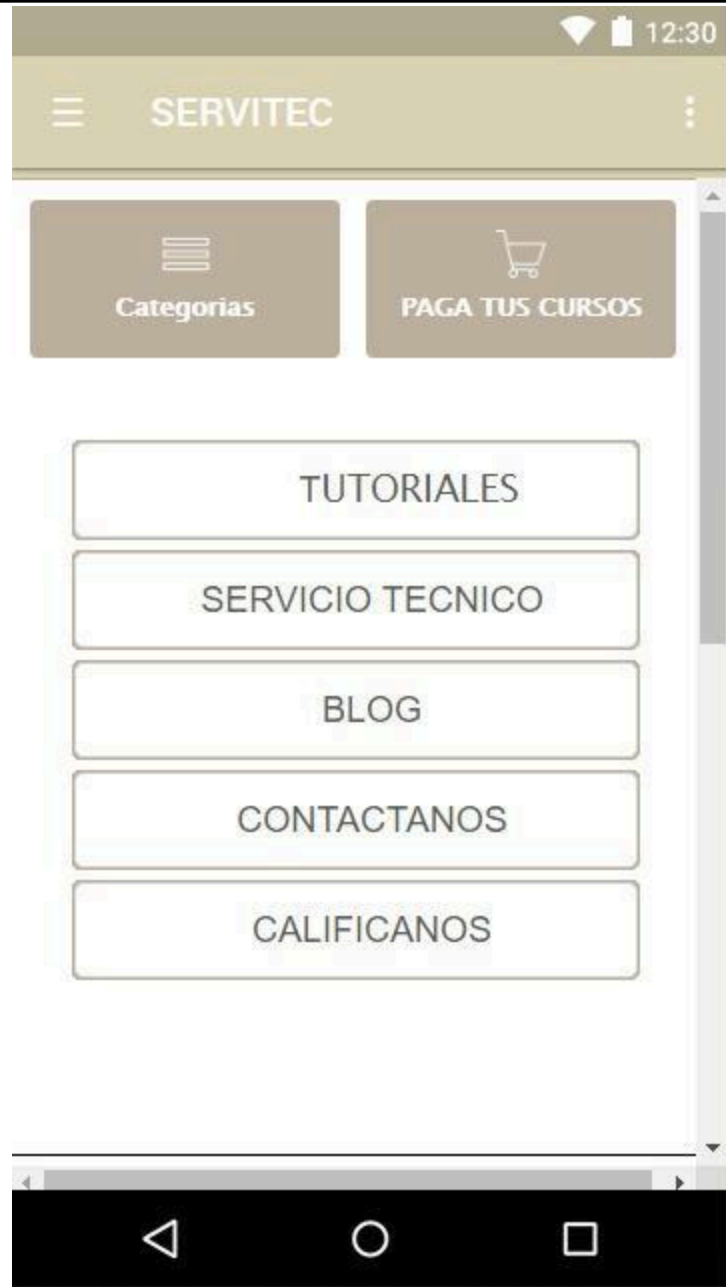 12:30
SERVITEC
Categorias
PAGA TUS CURSOS
TUTORIALES
SERVICIO TECNICO
BLOG
CONTACTANOS
CALIFICANOS